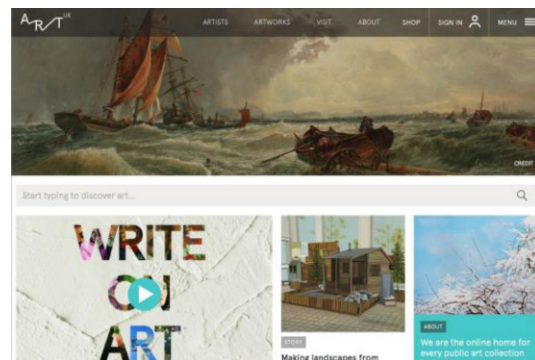 ART UK
ARTISTS ARTWORKS VISIT ABOUT SHOP SIGN IN MENU
CREDIT
Start typing to discover art...
WRITE
ON
ART
STORY
Making landscapes from
ABOUT
We are the online home for
every public art collection